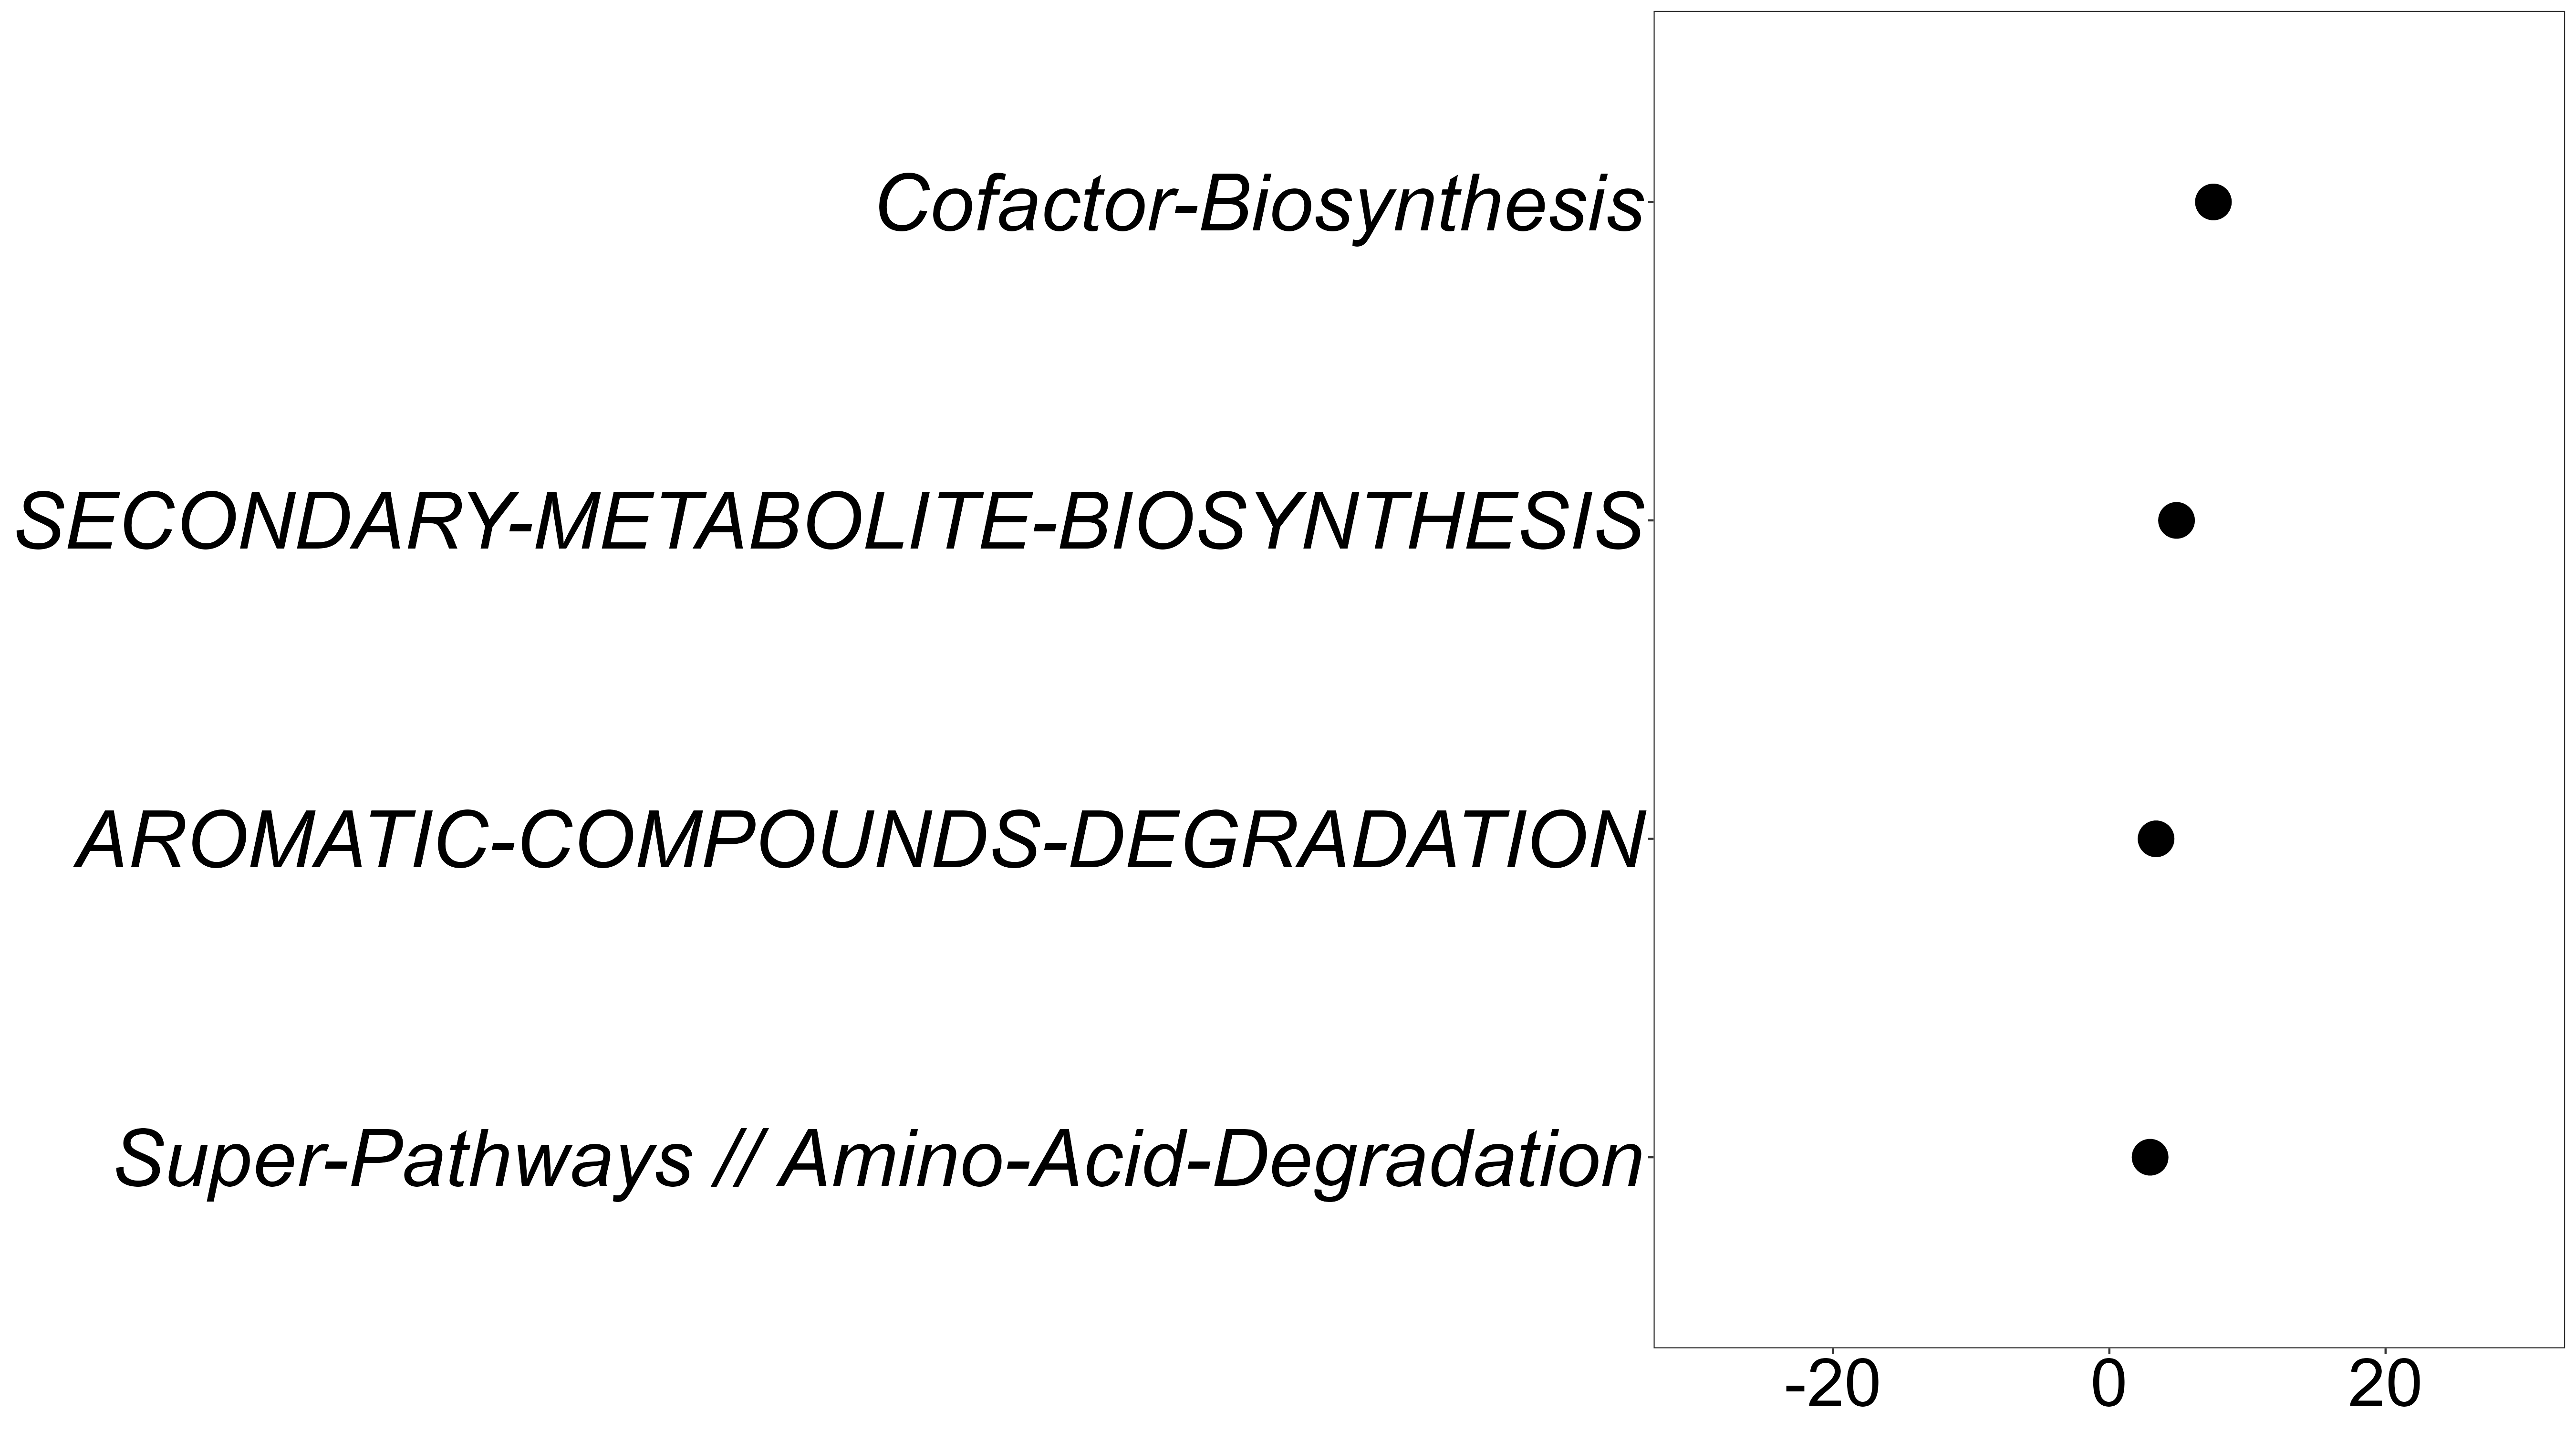 Cofactor-Biosynthesis
SECONDARY-METABOLITE-BIOSYNTHESIS
AROMATIC-COMPOUNDS-DEGRADATION
Super-Pathways // Amino-Acid-Degradation
-20 0 20